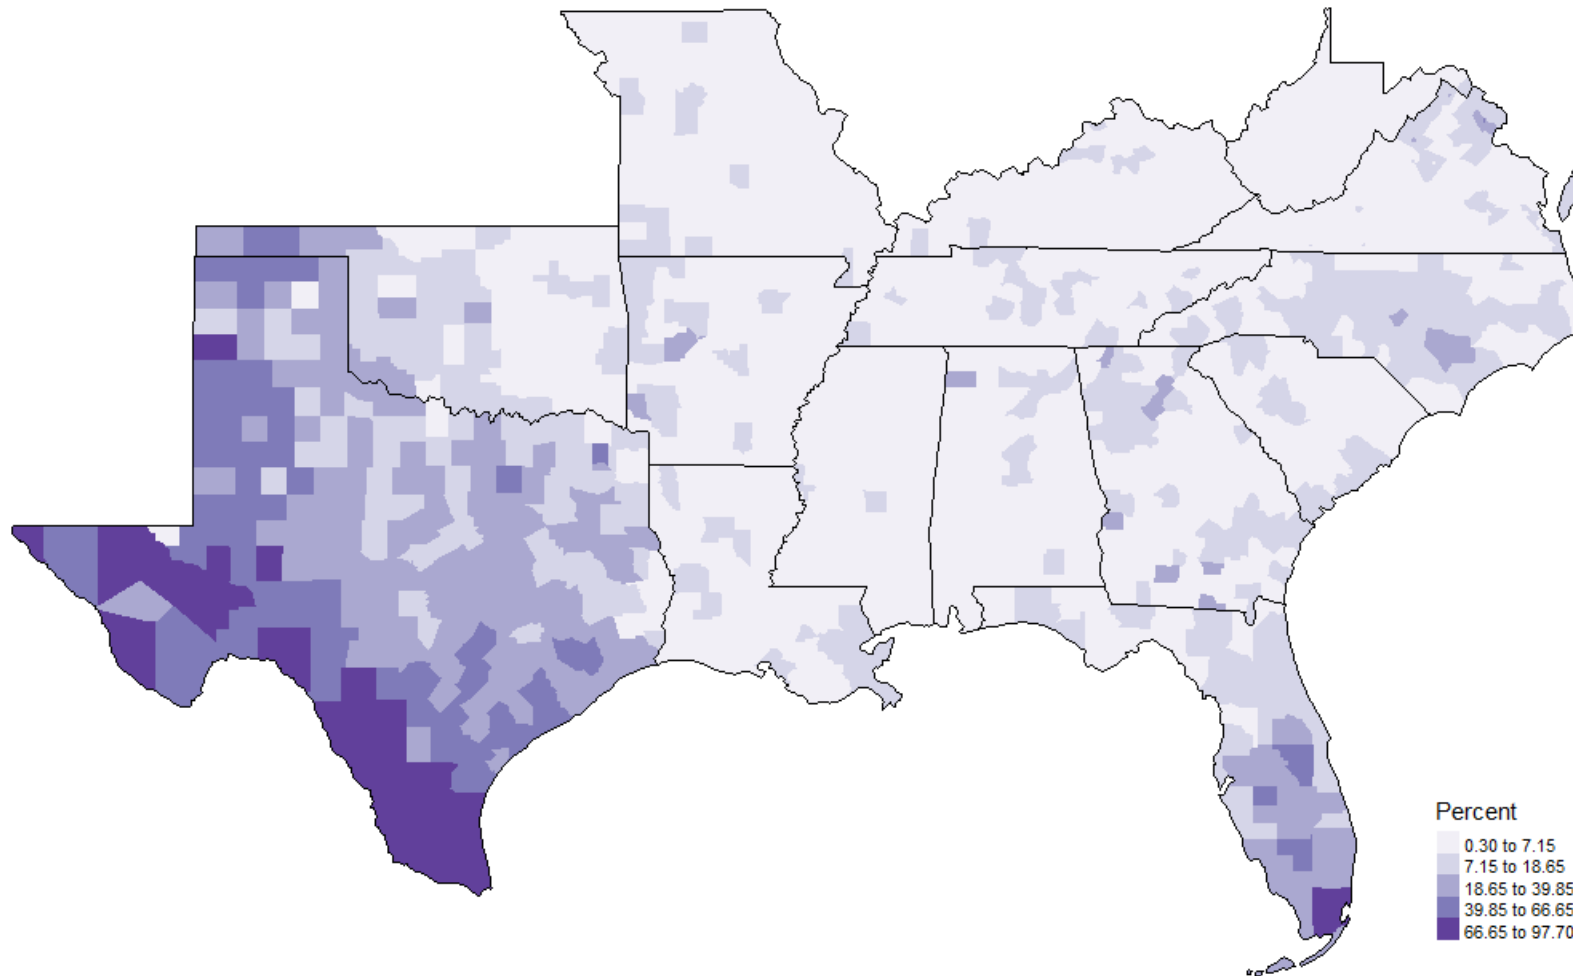 Percent
0.30 to 7.15
7.15 to 18.65
18.65 to 39.85
39.85 to 66.65
66.65 to 97.70